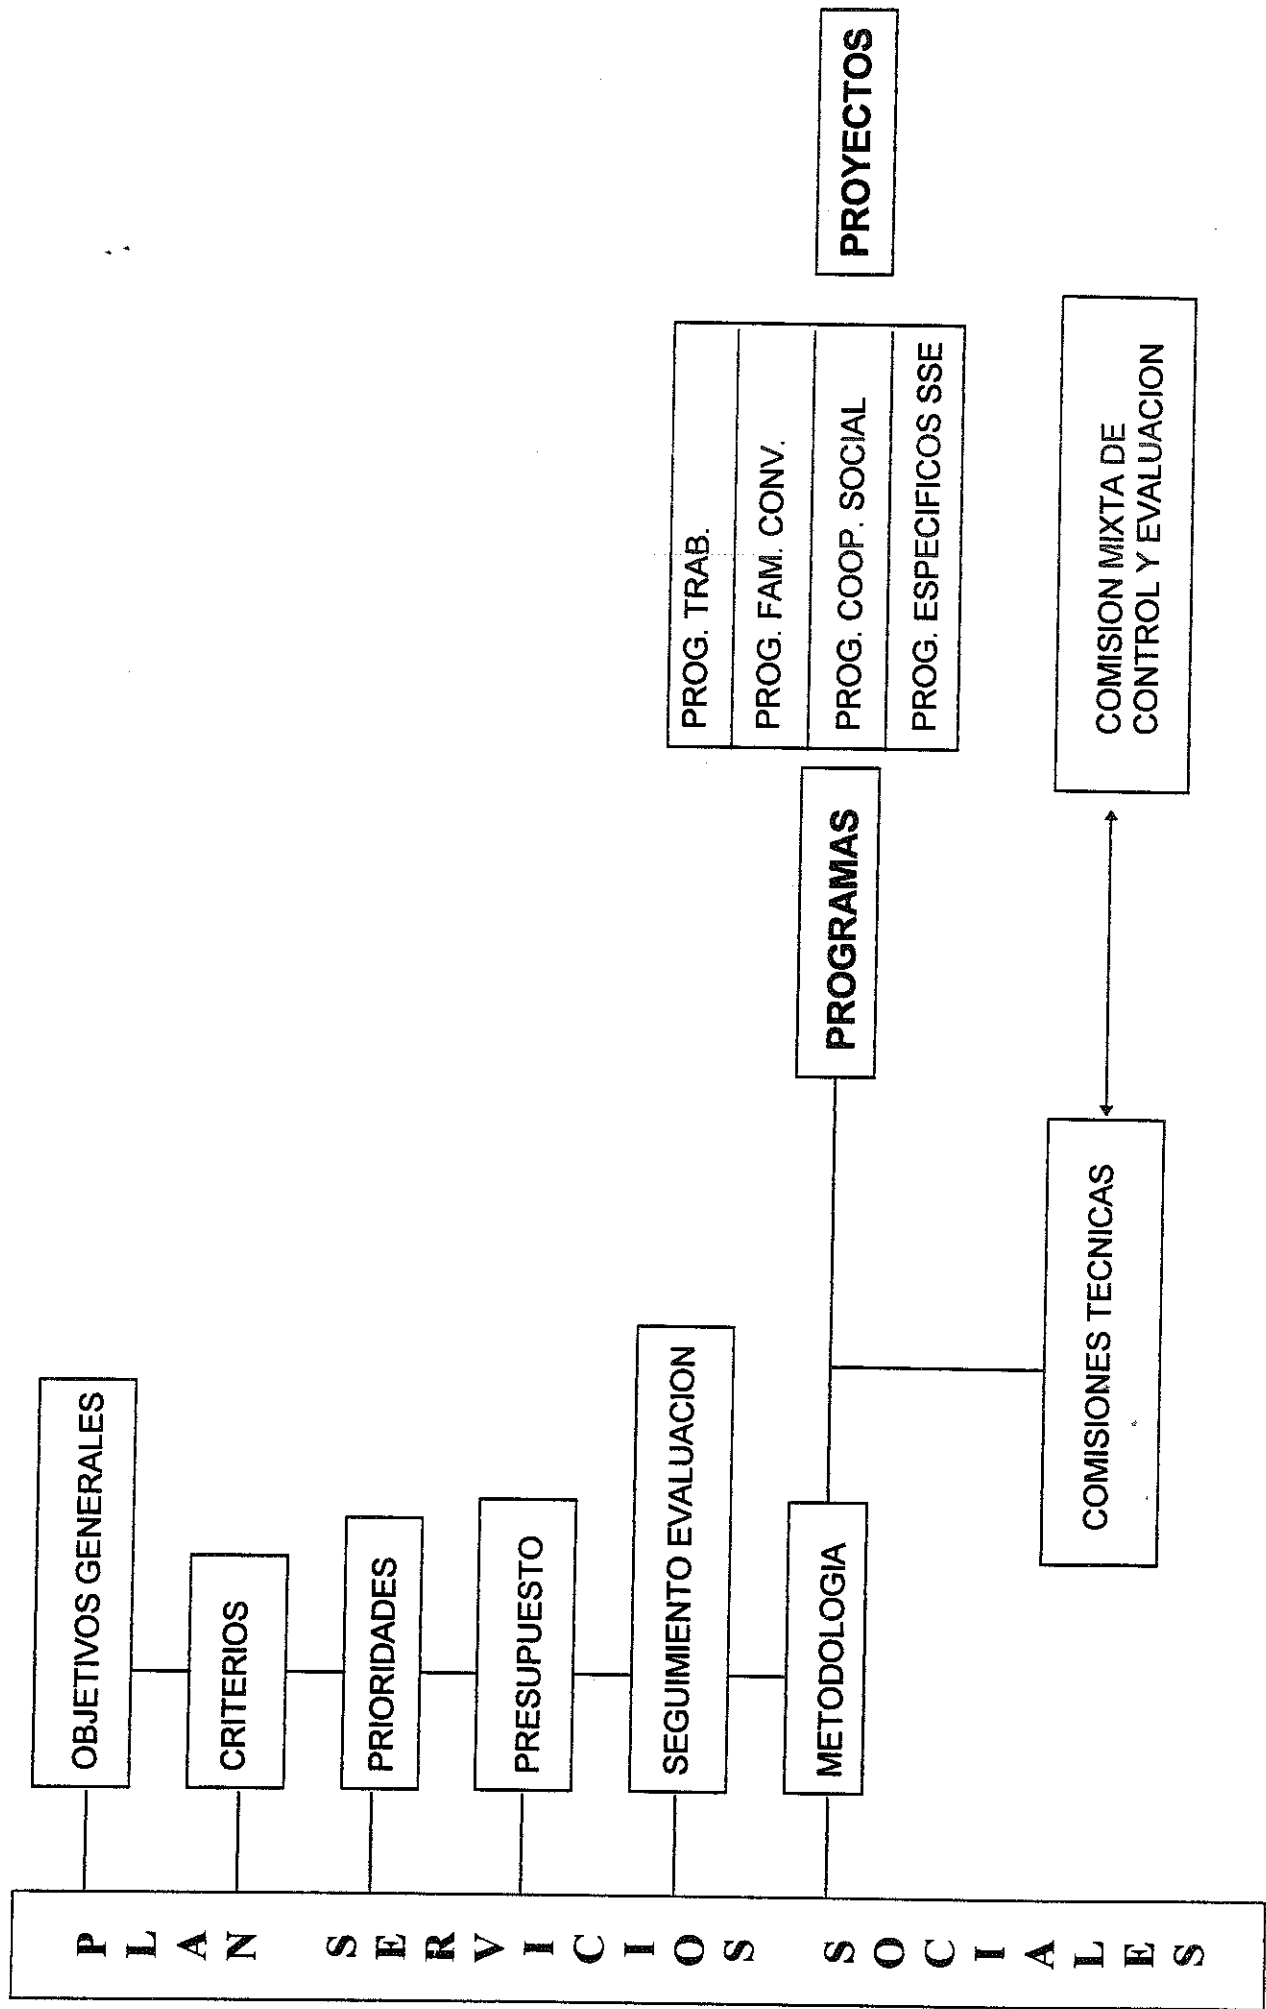 PLAN SERVICIOS SOCIALES
OBJETIVOS GENERALES
CRITERIOS
PRIORIDADES
PRESUPUESTO
SEGUIMIENTO EVALUACION
METODOLOGIA
PROGRAMAS
PROG. TRAB.
PROG. FAM. CONV.
PROG. COOP. SOCIAL
PROG. ESPECIFICOS SSE
PROYECTOS
COMISIONES TECNICAS
COMISION MIXTA DE
CONTROL Y EVALUACION